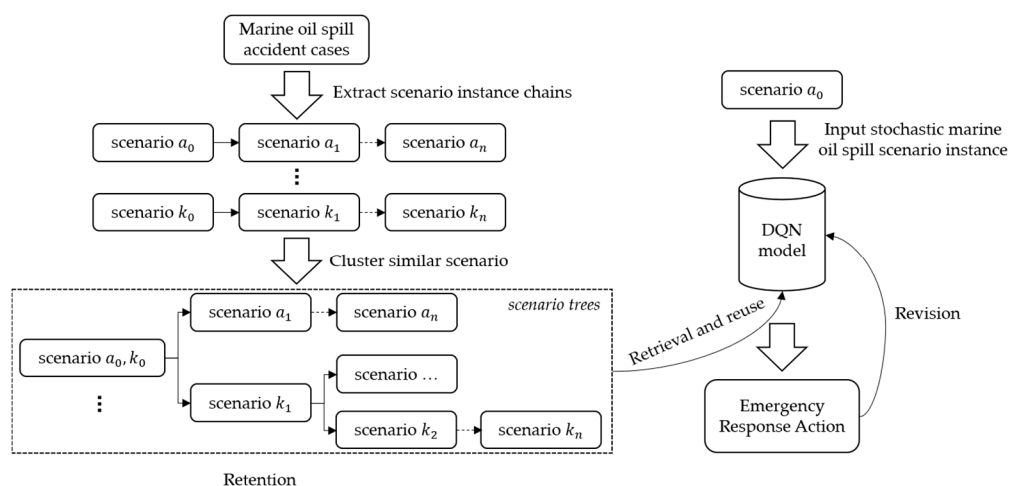 Marine oil spill
accident cases
Extract scenario instance chains
scenario a₀
scenario a₁
scenario aₙ
⋮
scenario k₀
scenario k₁
scenario kₙ
Cluster similar scenario
scenario trees
scenario a₁
scenario aₙ
scenario a₀, k₀
scenario …
scenario k₁
⋮
scenario k₂
scenario kₙ
Retention
Retrieval and reuse
scenario a₀
Input stochastic marine
oil spill scenario instance
DQN
model
Revision
Emergency
Response Action